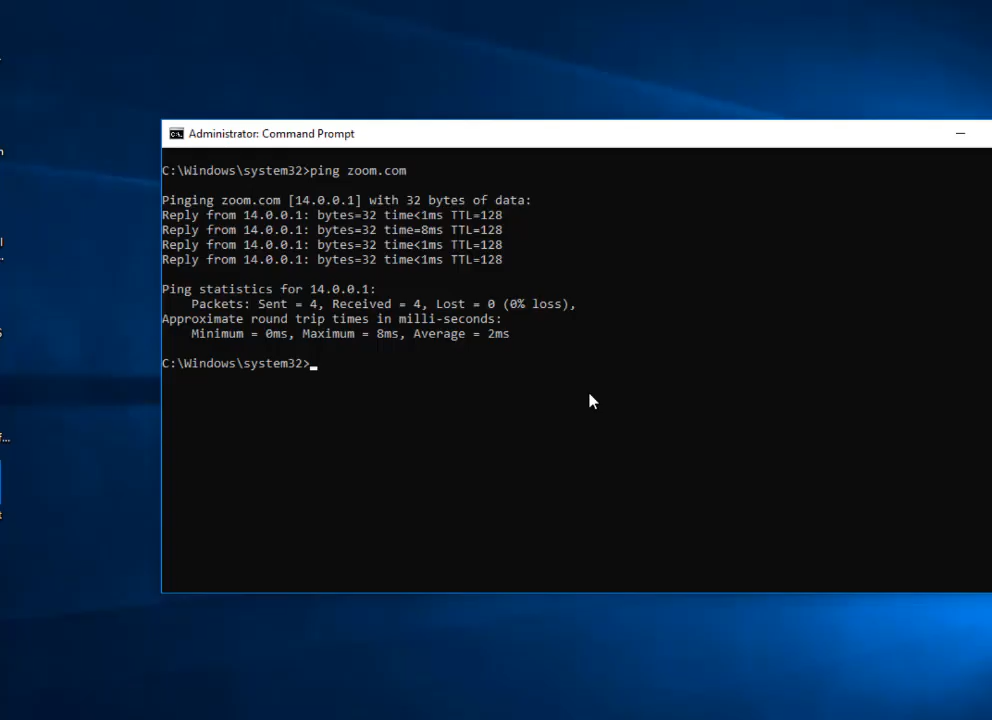 Administrator: Command Prompt
C:\Windows\system32>ping zoom.com
Pinging zoom.com [14.0.0.1] with 32 bytes of data:
Reply from 14.0.0.1: bytes=32 time<1ms TTL=128
Reply from 14.0.0.1: bytes=32 time=8ms TTL=128
Reply from 14.0.0.1: bytes=32 time<1ms TTL=128
Reply from 14.0.0.1: bytes=32 time<1ms TTL=128
Ping statistics for 14.0.0.1:
    Packets: Sent = 4, Received = 4, Lost = 0 (0% loss),
Approximate round trip times in milli-seconds:
    Minimum = 0ms, Maximum = 8ms, Average = 2ms
C:\Windows\system32>